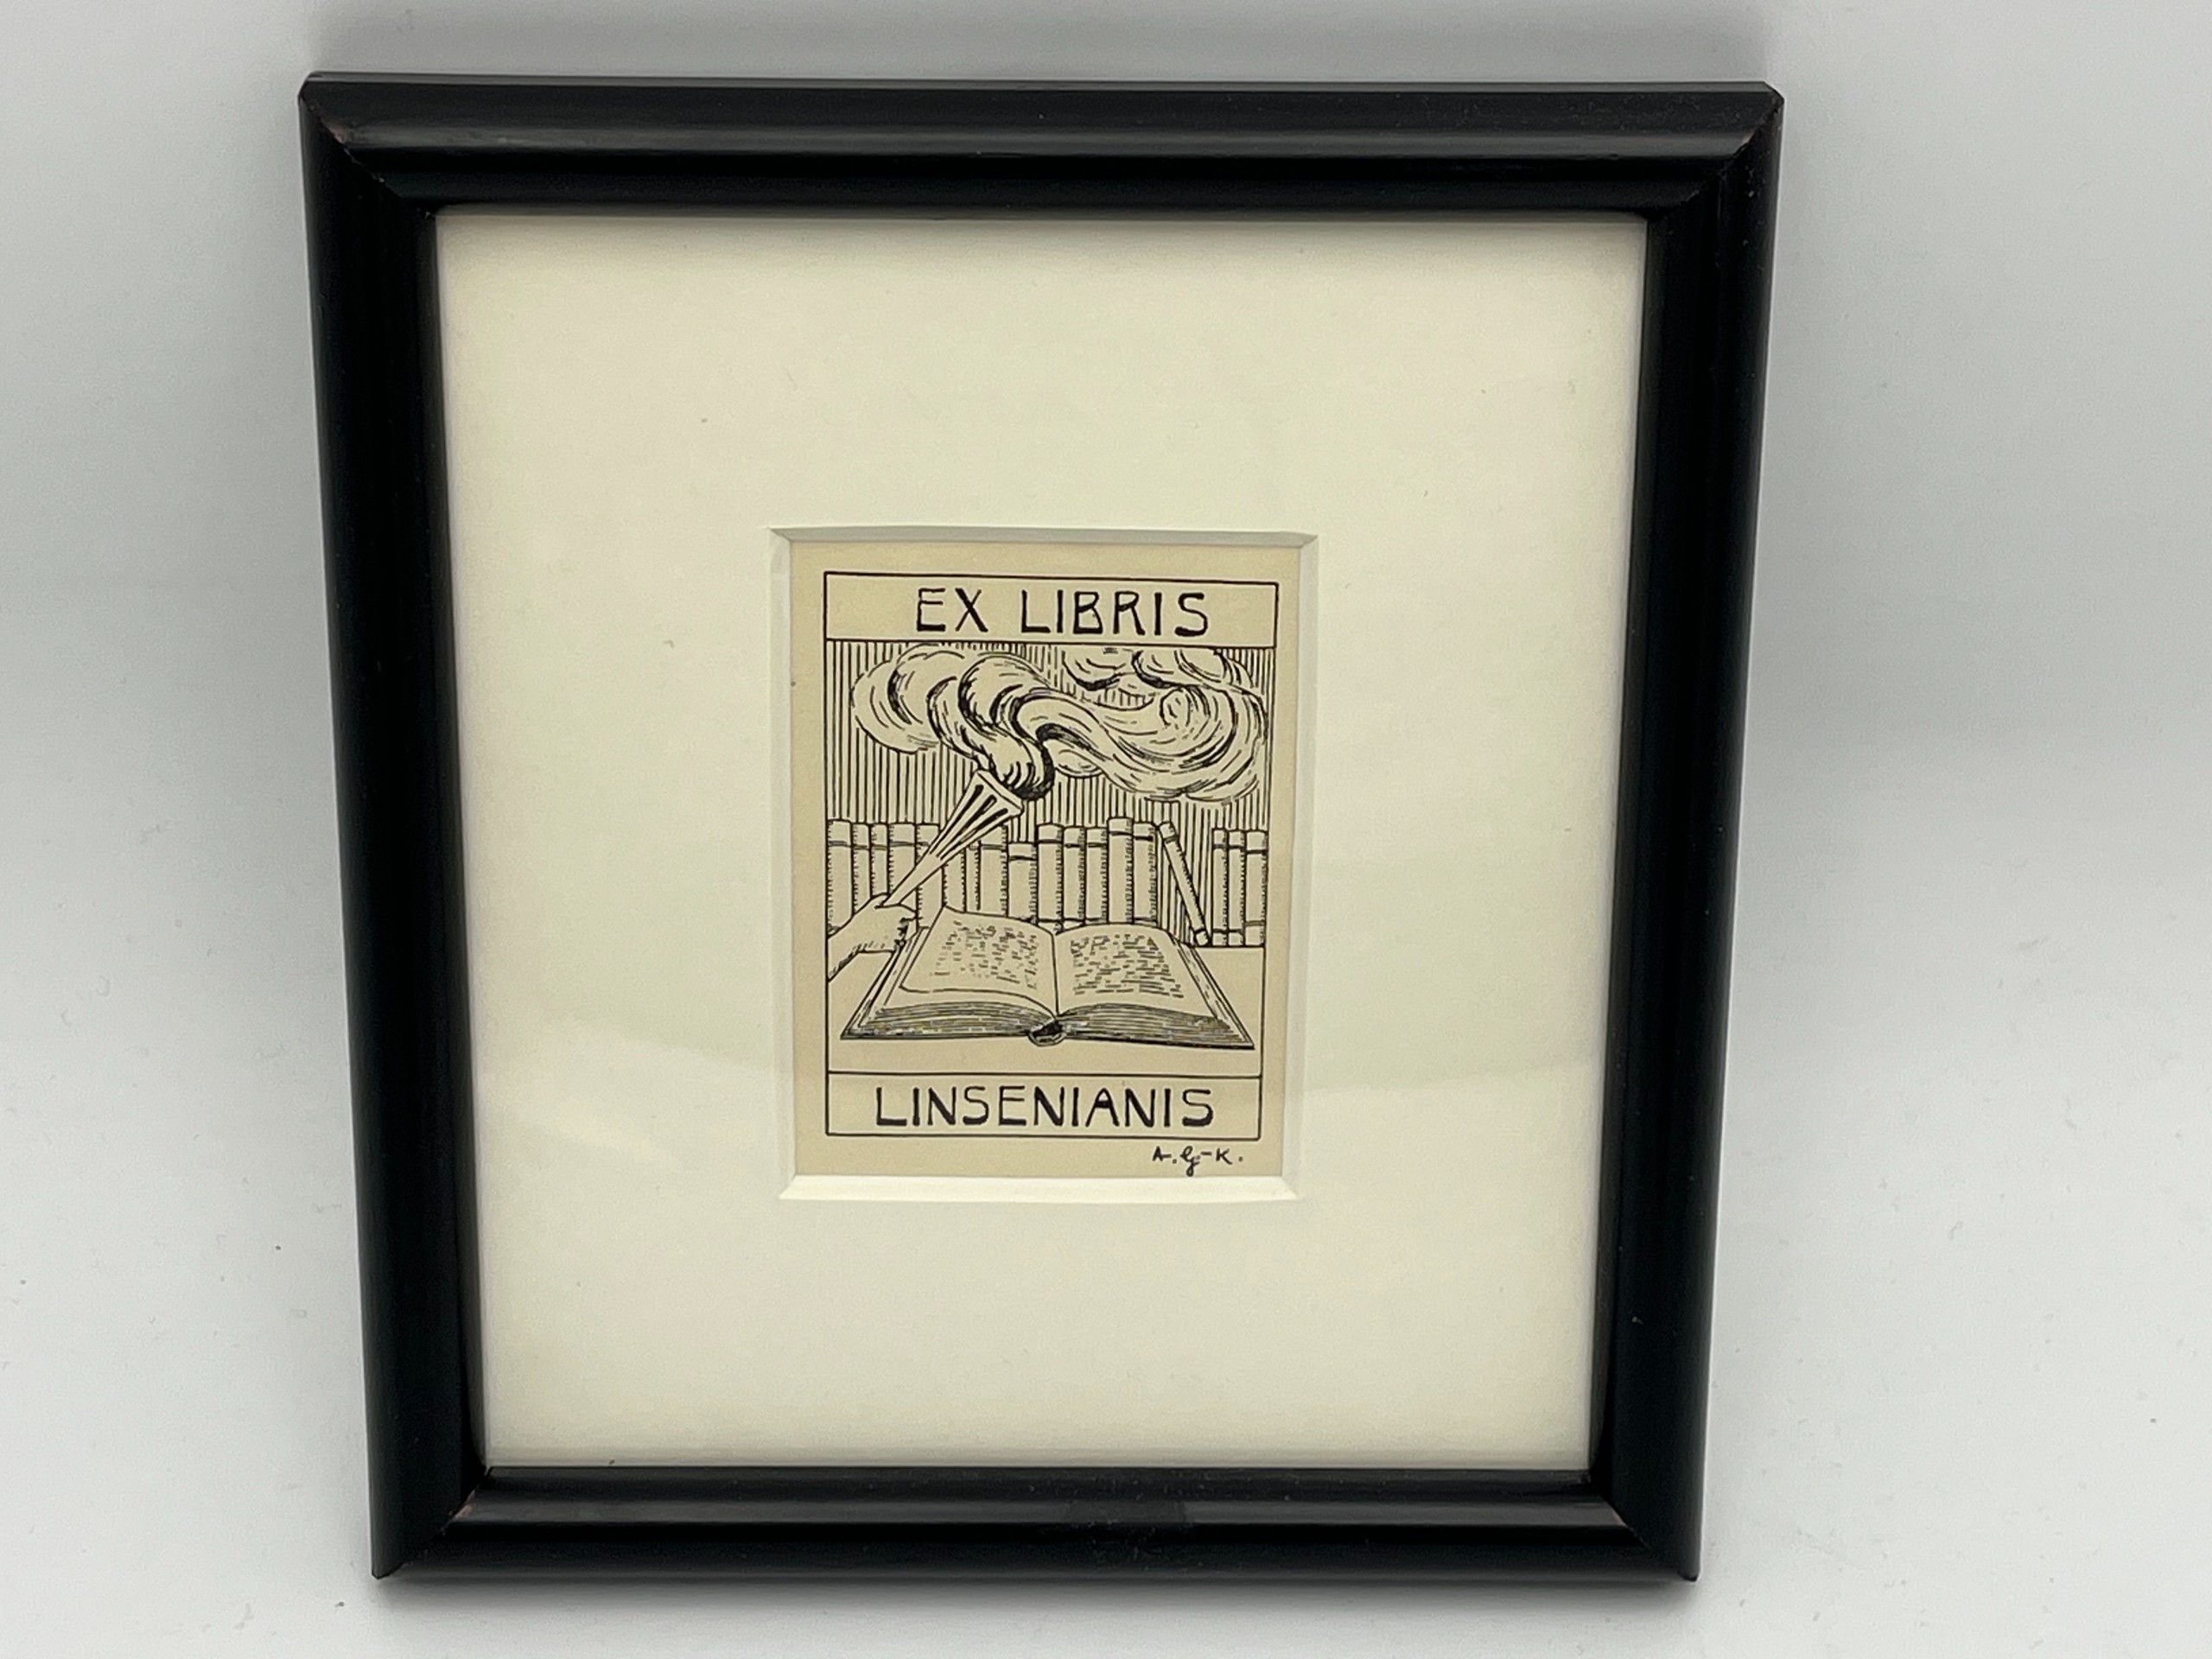 EX LIBRIS
LINSENIANIS
A. G-K.